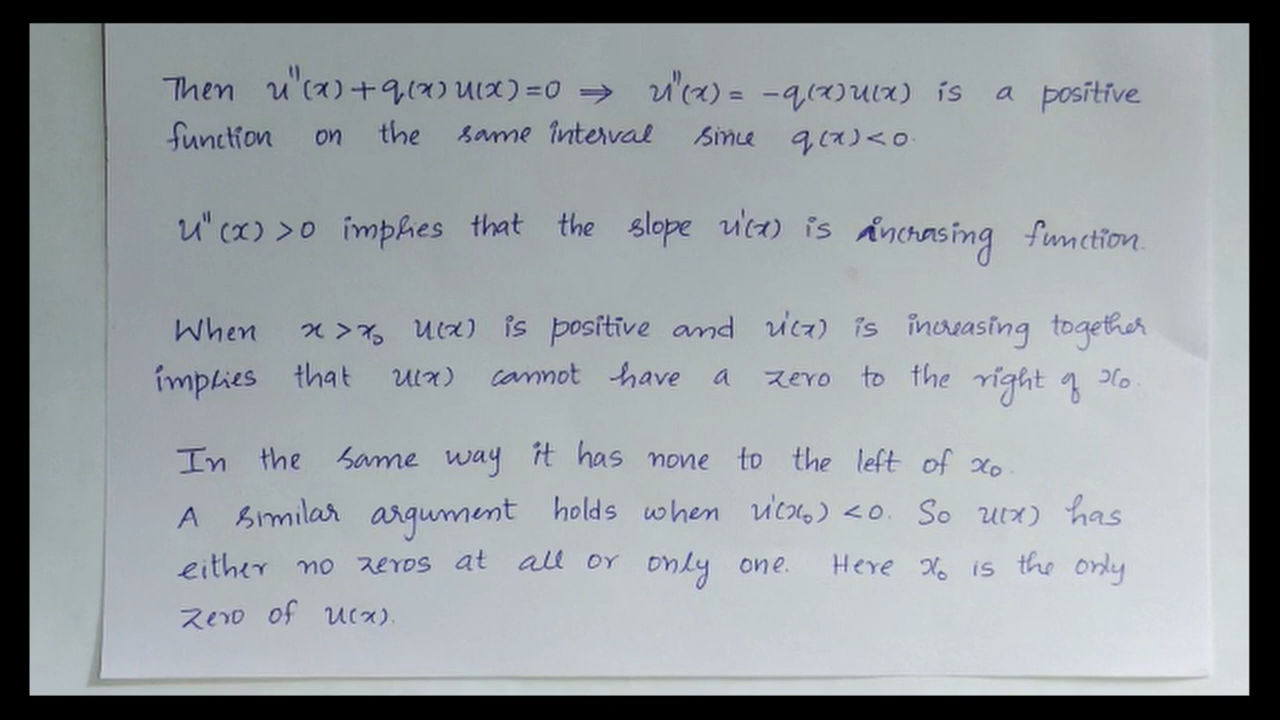 Then u"(x)+q(x)u(x)=0 ⇒ u"(x) = -q(x)u(x) is a positive
function on the same interval since q(x)<0.
u"(x) >0 implies that the slope u'(x) is incrasing function.
When x>x₀ u(x) is positive and u'(x) is increasing together
implies that u(x) cannot have a zero to the right of x₀.
In the same way it has none to the left of x₀.
A similar argument holds when u'(x₀) <0. So u(x) has
either no zeros at all or only one. Here x₀ is the only
zero of u(x).